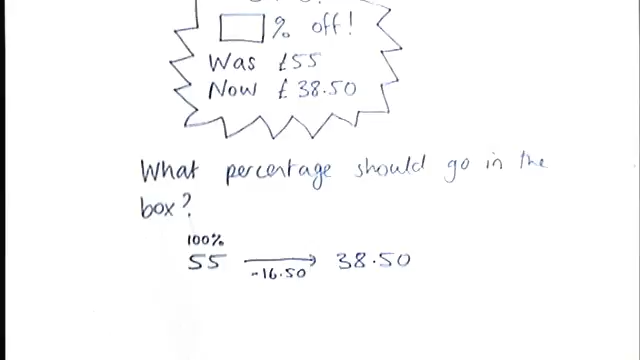 % off!
Was £55
Now £38.50
What percentage should go in the
box?
100%
55 → 38.50
-16.50